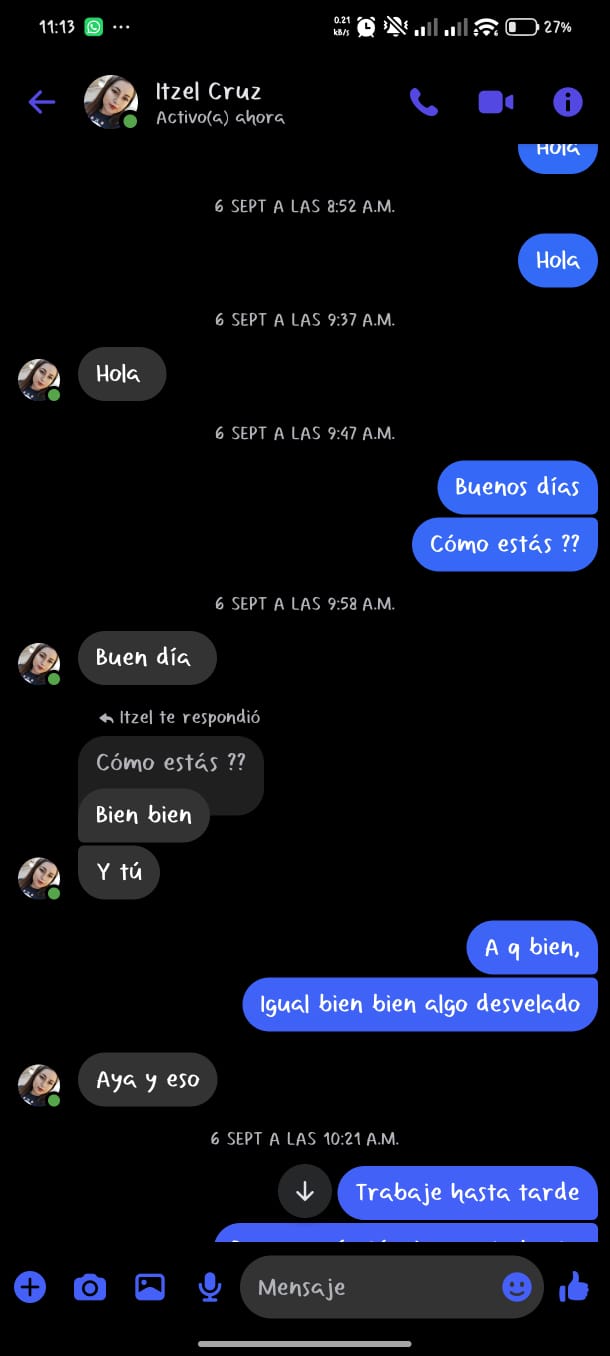 11:13
0.21
kB/s
27%
Itzel Cruz
Activo(a) ahora
Hola
6 SEPT A LAS 8:52 A.M.
Hola
6 SEPT A LAS 9:37 A.M.
Hola
6 SEPT A LAS 9:47 A.M.
Buenos días
Cómo estás ??
6 SEPT A LAS 9:58 A.M.
Buen día
Itzel te respondió
Cómo estás ??
Bien bien
Y tú
A q bien,
Igual bien bien algo desvelado
Aya y eso
6 SEPT A LAS 10:21 A.M.
Trabaje hasta tarde
Mensaje